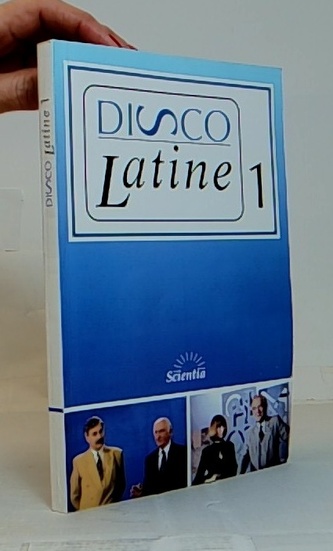 DISCO
Latine 1
Scientia
DISCO Latine 1